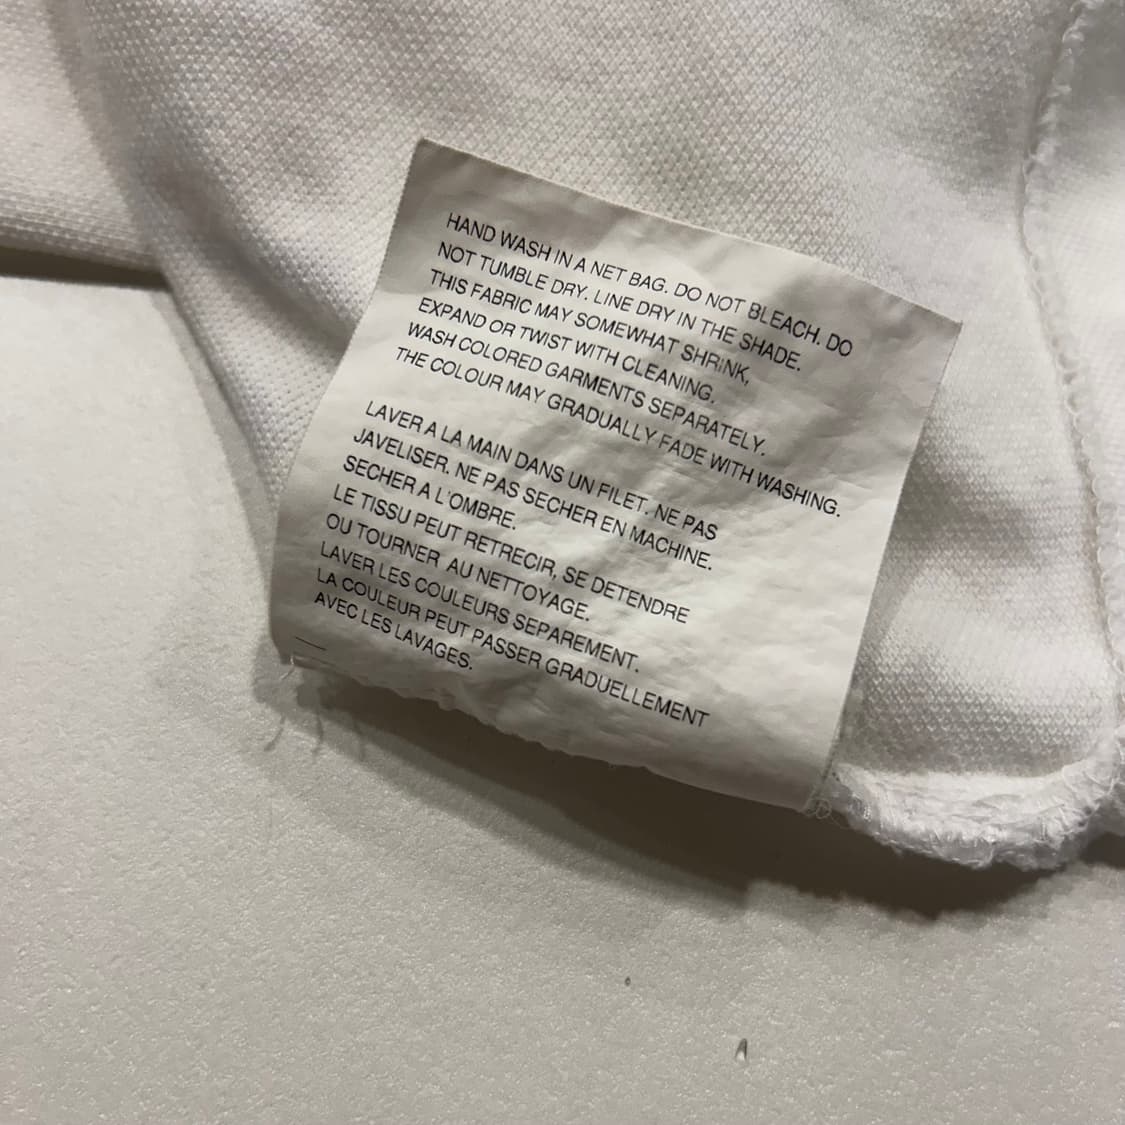 HAND WASH IN A NET BAG. DO NOT BLEACH. DO
NOT TUMBLE DRY. LINE DRY IN THE SHADE.
THIS FABRIC MAY SOMEWHAT SHRINK,
EXPAND OR TWIST WITH CLEANING.
WASH COLORED GARMENTS SEPARATELY.
THE COLOUR MAY GRADUALLY FADE WITH WASHING.
LAVER A LA MAIN DANS UN FILET. NE PAS
JAVELISER. NE PAS SECHER EN MACHINE.
SECHER A L'OMBRE.
LE TISSU PEUT RETRECIR, SE DETENDRE
OU TOURNER AU NETTOYAGE.
LAVER LES COULEURS SEPAREMENT.
LA COULEUR PEUT PASSER GRADUELLEMENT
AVEC LES LAVAGES.